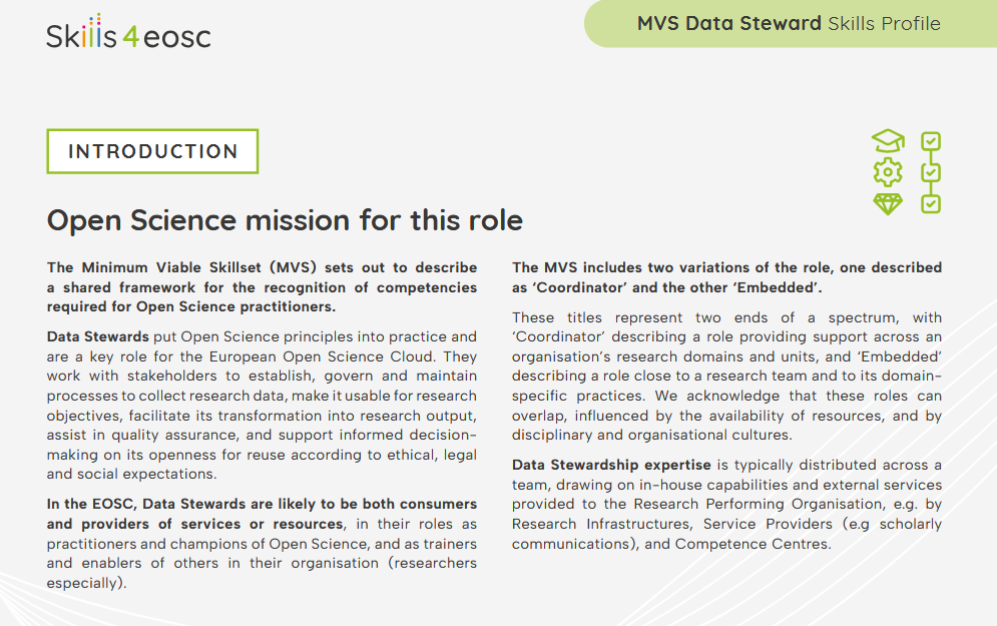 Skills4eosc
MVS Data Steward Skills Profile
INTRODUCTION
Open Science mission for this role
The Minimum Viable Skillset (MVS) sets out to describe
a shared framework for the recognition of competencies
required for Open Science practitioners.
Data Stewards put Open Science principles into practice and
are a key role for the European Open Science Cloud. They
work with stakeholders to establish, govern and maintain
processes to collect research data, make it usable for research
objectives, facilitate its transformation into research output,
assist in quality assurance, and support informed decision-
making on its openness for reuse according to ethical, legal
and social expectations.
In the EOSC, Data Stewards are likely to be both consumers
and providers of services or resources, in their roles as
practitioners and champions of Open Science, and as trainers
and enablers of others in their organisation (researchers
especially).
The MVS includes two variations of the role, one described
as ‘Coordinator’ and the other ‘Embedded’.
These titles represent two ends of a spectrum, with
‘Coordinator’ describing a role providing support across an
organisation’s research domains and units, and ‘Embedded’
describing a role close to a research team and to its domain-
specific practices. We acknowledge that these roles can
overlap, influenced by the availability of resources, and by
disciplinary and organisational cultures.
Data Stewardship expertise is typically distributed across a
team, drawing on in-house capabilities and external services
provided to the Research Performing Organisation, e.g. by
Research Infrastructures, Service Providers (e.g scholarly
communications), and Competence Centres.